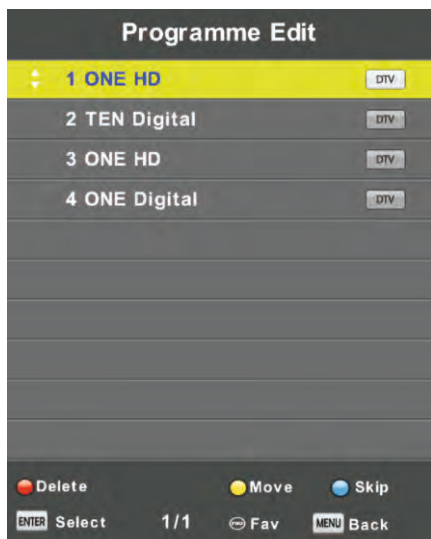 Programme Edit
1 ONE HD DTV
2 TEN Digital DTV
3 ONE HD DTV
4 ONE Digital DTV
Delete Move Skip
ENTER Select 1/1 Fav MENU Back